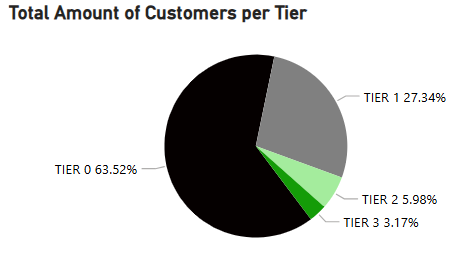 Total Amount of Customers per Tier
TIER 1 27.34%
TIER 0 63.52%
TIER 2 5.98%
TIER 3 3.17%